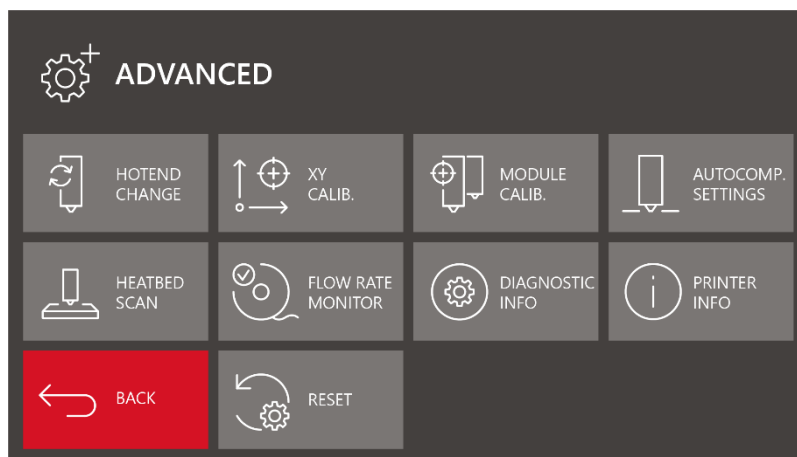 ADVANCED
HOTEND
CHANGE
XY
CALIB.
MODULE
CALIB.
AUTOCOMP.
SETTINGS
HEATBED
SCAN
FLOW RATE
MONITOR
DIAGNOSTIC
INFO
PRINTER
INFO
BACK
RESET